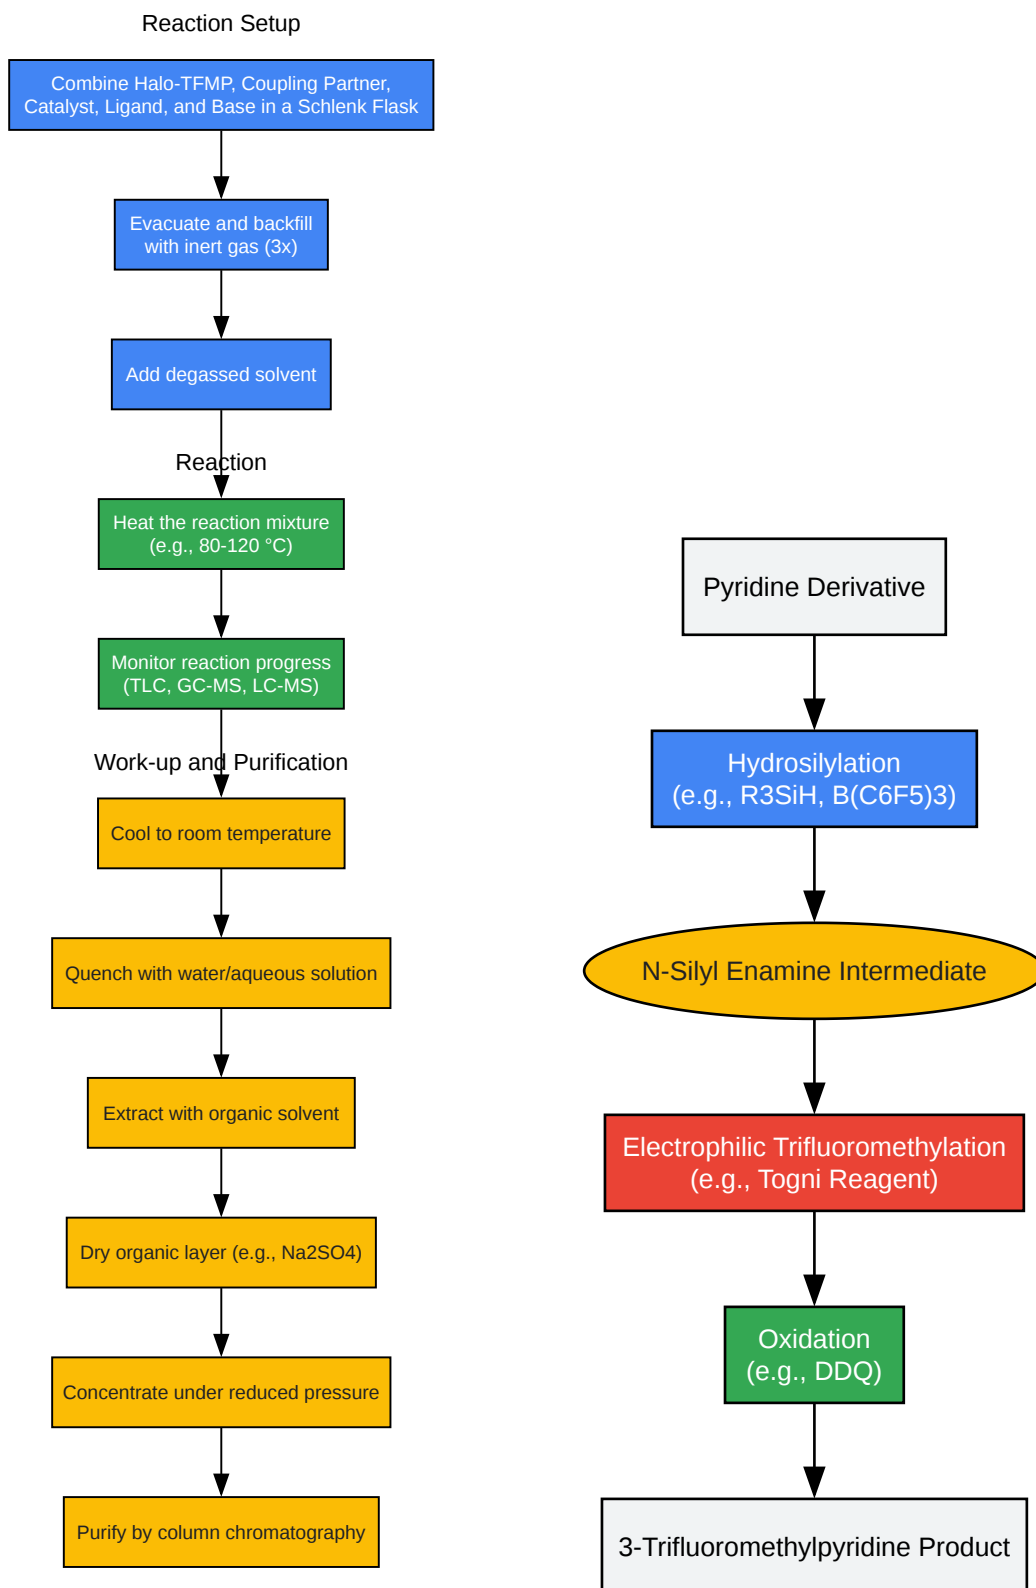 Reaction Setup
Combine Halo-TFMP, Coupling Partner,
Catalyst, Ligand, and Base in a Schlenk Flask
Evacuate and backfill
with inert gas (3x)
Add degassed solvent
Reaction
Heat the reaction mixture
(e.g., 80-120 °C)
Monitor reaction progress
(TLC, GC-MS, LC-MS)
Work-up and Purification
Cool to room temperature
Quench with water/aqueous solution
Extract with organic solvent
Dry organic layer (e.g., Na2SO4)
Concentrate under reduced pressure
Purify by column chromatography
Pyridine Derivative
Hydrosilylation
(e.g., R3SiH, B(C6F5)3)
N-Silyl Enamine Intermediate
Electrophilic Trifluoromethylation
(e.g., Togni Reagent)
Oxidation
(e.g., DDQ)
3-Trifluoromethylpyridine Product